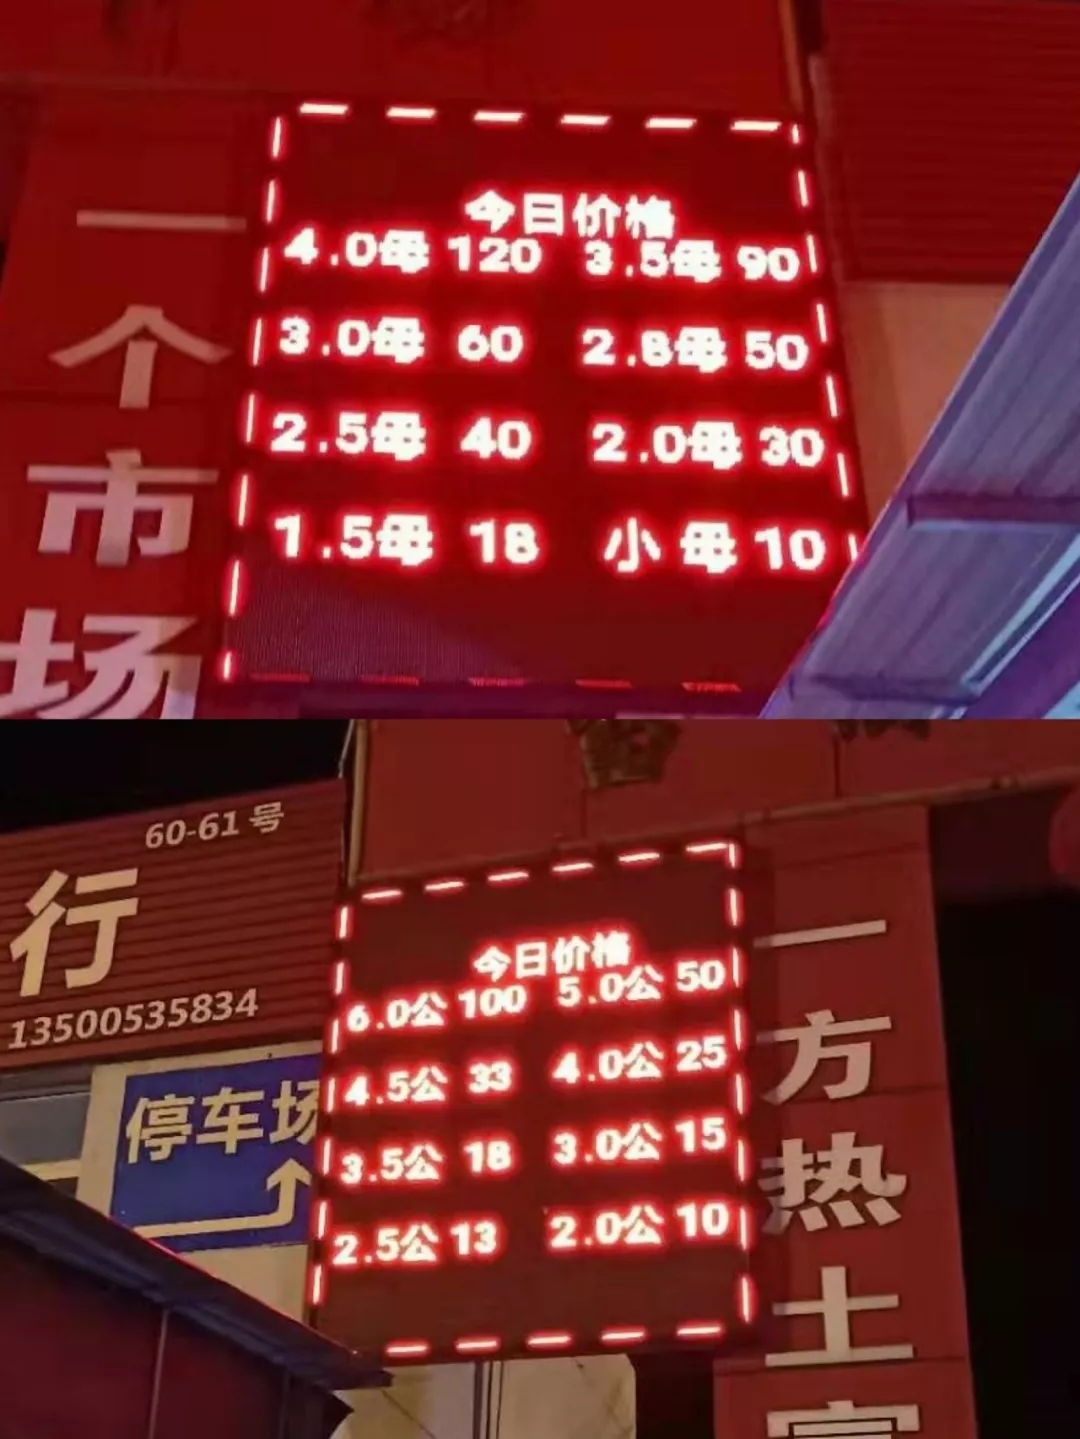 一个市场
今日价格
4.0母 120 3.5母 90
3.0母 60 2.8母 50
2.5母 40 2.0母 30
1.5母 18 小母 10
60-61号
行
13500535834
停车场
今日价格
6.0公 100 5.0公 50
4.5公 33 4.0公 25
3.5公 18 3.0公 15
2.5公 13 2.0公 10
一方热土富